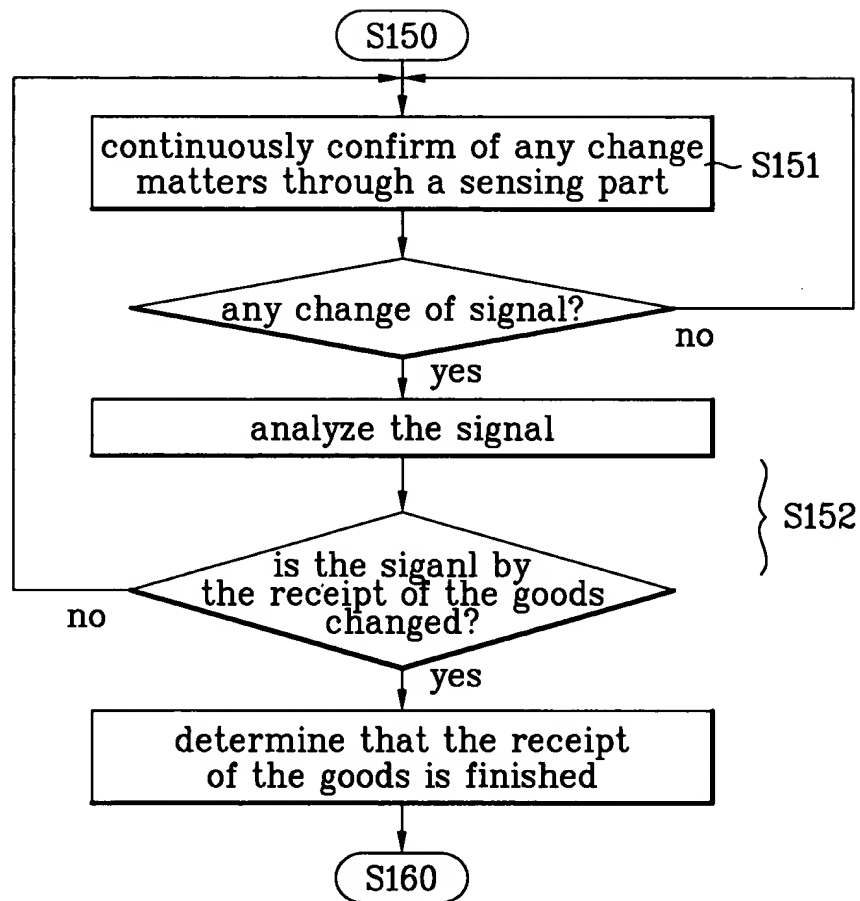 S150
continuously confirm of any change
matters through a sensing part
S151
any change of signal?
no
yes
analyze the signal
S152
is the siganl by
the receipt of the goods
changed?
no
yes
determine that the receipt
of the goods is finished
S160